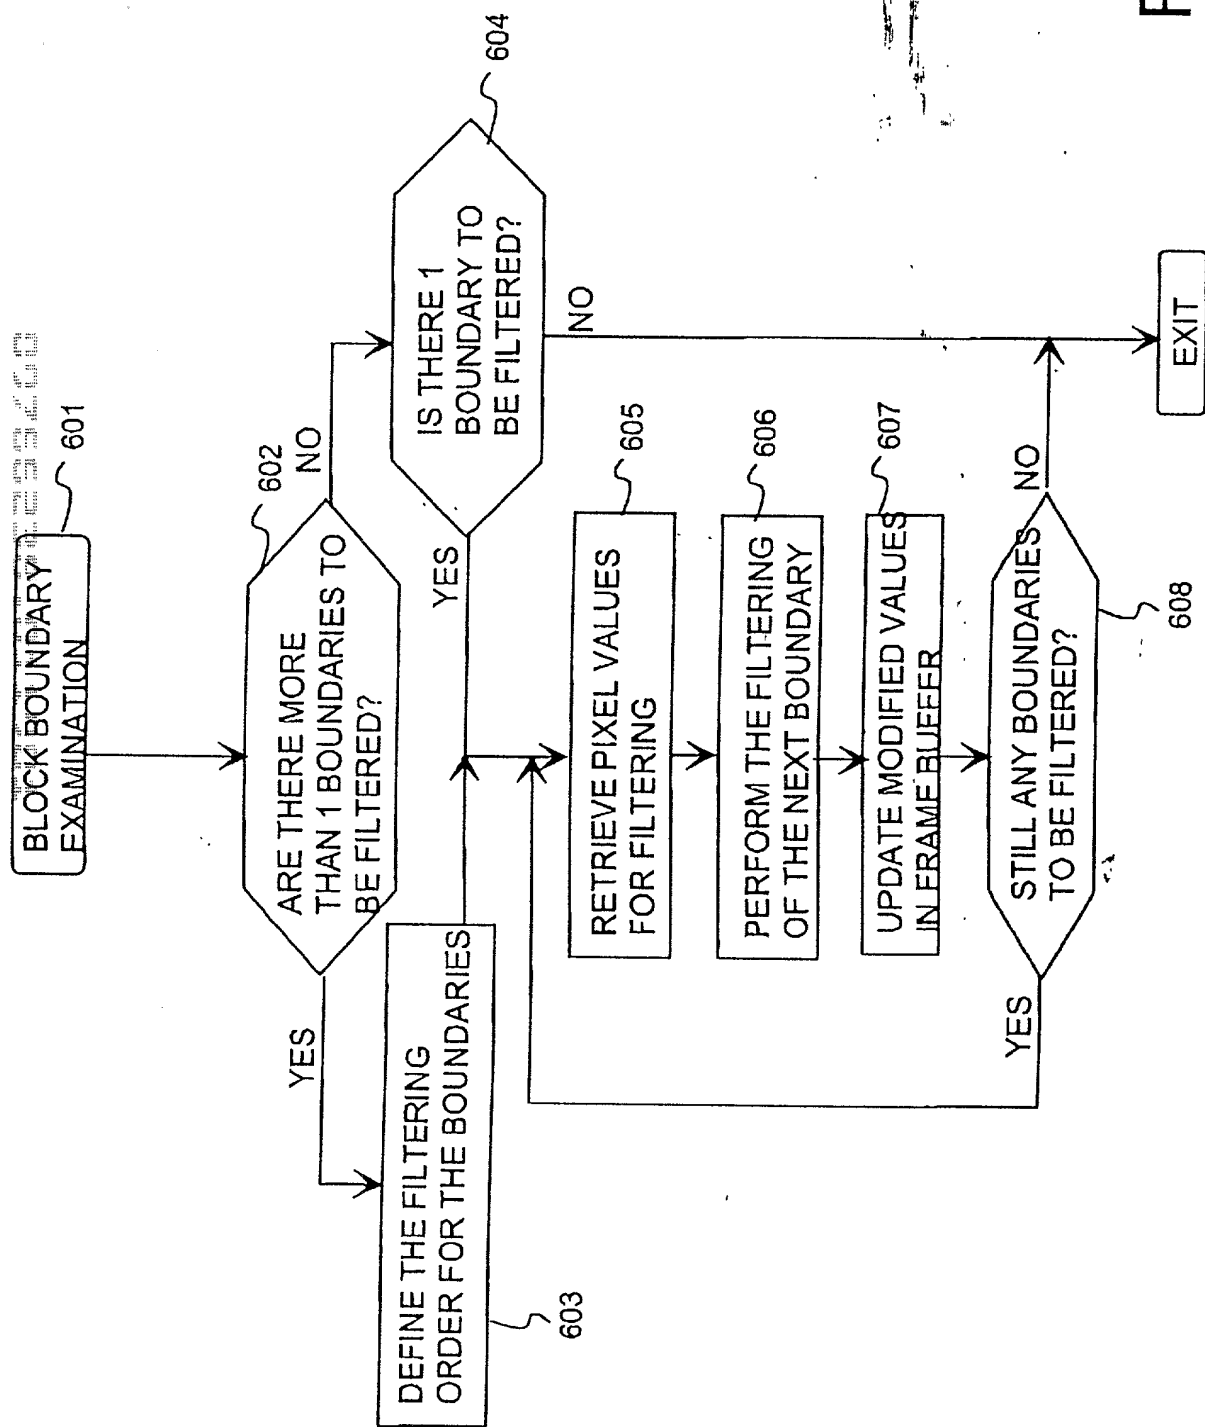 BLOCK BOUNDARY
EXAMINATION
601
ARE THERE MORE
THAN 1 BOUNDARIES TO
BE FILTERED?
602
NO
YES
DEFINE THE FILTERING
ORDER FOR THE BOUNDARIES
603
IS THERE 1
BOUNDARY TO
BE FILTERED?
604
YES
NO
RETRIEVE PIXEL VALUES
FOR FILTERING
605
PERFORM THE FILTERING
OF THE NEXT BOUNDARY
606
UPDATE MODIFIED VALUES
IN FRAME BUFFER
607
STILL ANY BOUNDARIES
TO BE FILTERED?
608
YES
NO
EXIT